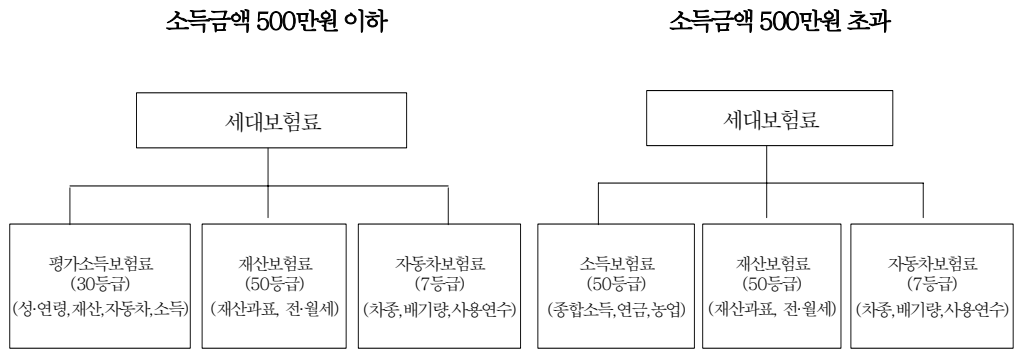 소득금액 500만원 이하
세대보험료
평가소득보험료
(30등급)
(성·연령,재산,자동차,소득)
재산보험료
(50등급)
(재산과표, 전·월세)
자동차보험료
(7등급)
(차종,배기량,사용연수)
소득금액 500만원 초과
세대보험료
소득보험료
(50등급)
(종합소득,연금,농업)
재산보험료
(50등급)
(재산과표, 전·월세)
자동차보험료
(7등급)
(차종,배기량,사용연수)